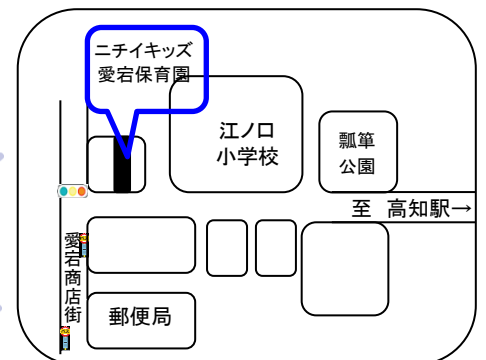 ニチイキッズ
愛宕保育園
江ノ口
小学校
瓢箪
公園
至 高知駅→
愛宕商店街
郵便局